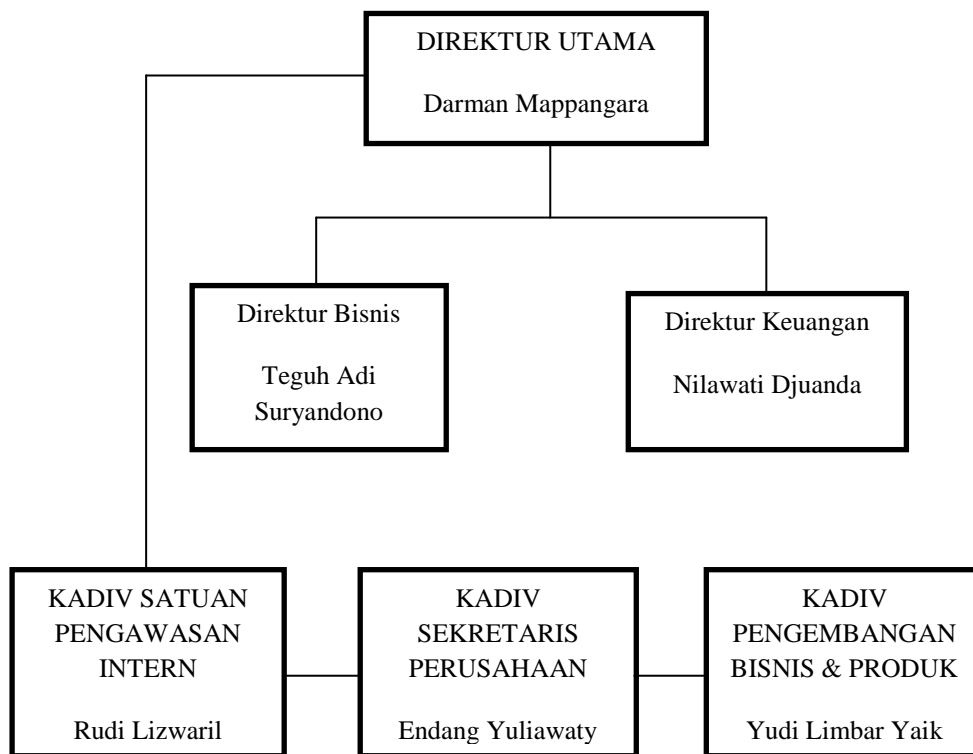 DIREKTUR UTAMA
Darman Mappangara
Direktur Bisnis
Teguh Adi
Suryandono
Direktur Keuangan
Nilawati Djuanda
KADIV SATUAN
PENGAWASAN
INTERN
Rudi Lizwaril
KADIV
SEKRETARIS
PERUSAHAAN
Endang Yuliawaty
KADIV
PENGEMBANGAN
BISNIS & PRODUK
Yudi Limbar Yaik